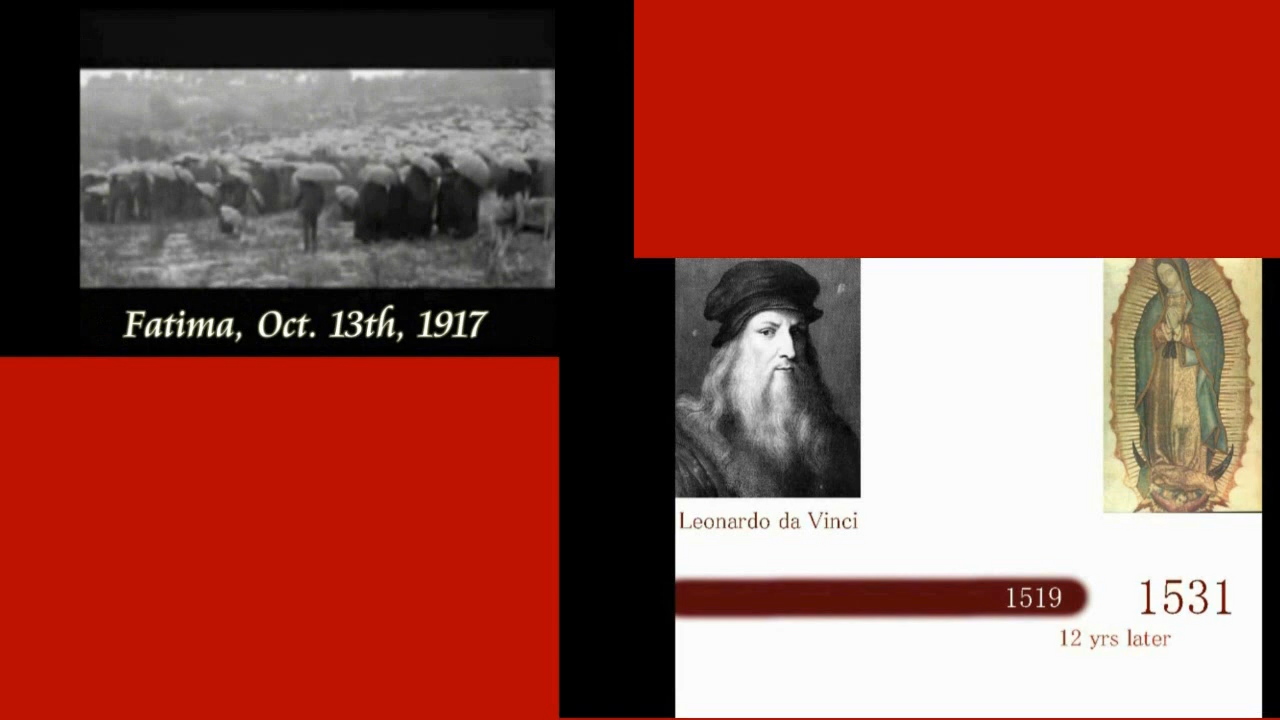 Fatima, Oct. 13th, 1917
Leonardo da Vinci
1519
1531
12 yrs later